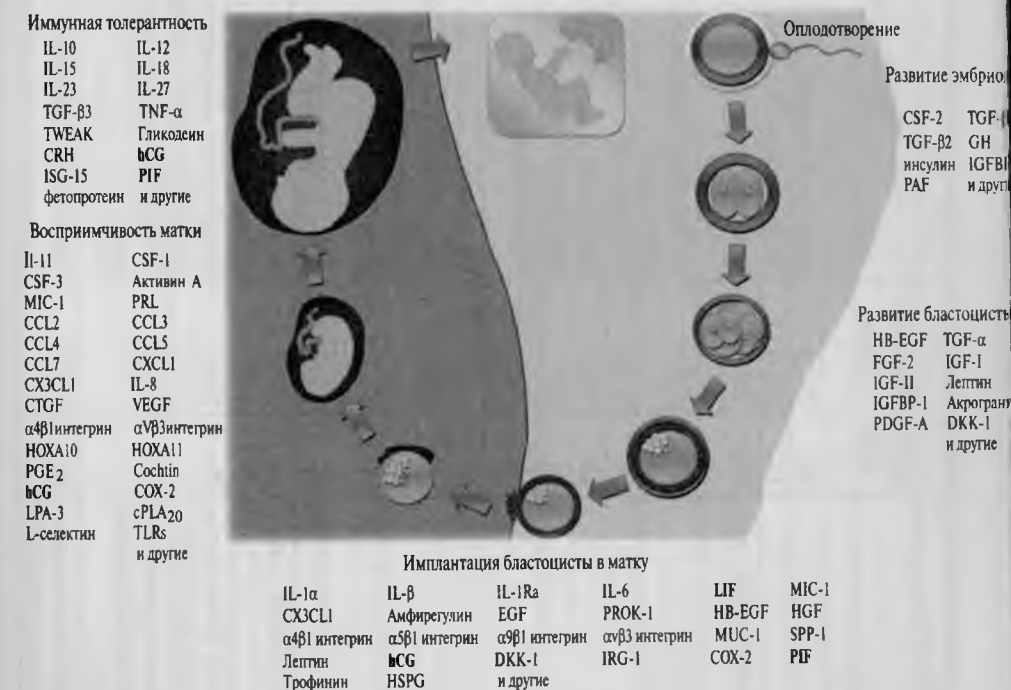 Иммунная толерантность
IL-10 IL-12
IL-15 IL-18
IL-23 IL-27
TGF-β3 TNF-α
TWEAK Гликодеин
CRH hCG
ISG-15 PIF
фетопротеин и другие
Восприимчивость матки
Il-11 CSF-1
CSF-3 Активин А
MIC-1 PRL
CCL2 CCL3
CCL4 CCL5
CCL7 CXCL1
CX3CL1 IL-8
CTGF VEGF
α4β1интегрин αVβ3интегрин
HOXA10 HOXA11
PGE2 Cochtin
hCG COX-2
LPA-3 cPLA20
L-селектин TLRs
и другие
Оплодотворение
Развитие
CSF-2
TGF-β2 GH
инсулин
PAF и
Развитие бластоцисты
HB-EGF TGF-α
FGF-2 IGF-I
IGF-II Лептин
IGFBP-1
PDGF-A DKK-1
и другие
Имплантация бластоцисты в матку
IL-1α IL-β IL-1Ra IL-6 LIF MIC-1
CX3CL1 Амфирегулин EGF PROK-1 HB-EGF HGF
α4β1 интегрин α5β1 интегрин α9β1 интегрин αvβ3 интегрин MUC-1 SPP-1
Лептин hCG DKK-1 IRG-1 COX-2 PIF
Трофинин HSPG и другие